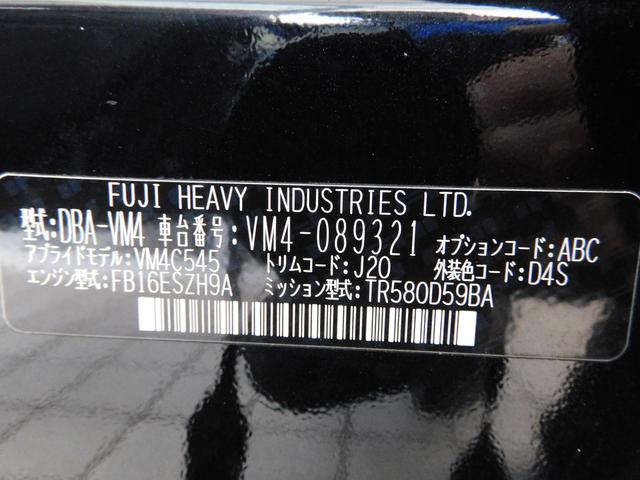 FUJI HEAVY INDUSTRIES LTD.
型式:DBA-VM4 車台番号:VM4-089321 オプションコード:ABC
アプライドモデル:VM4C545 トリムコード:J20 外装色コード:D4S
エンジン型式:FB16ESZH9A ミッション型式:TR580D59BA